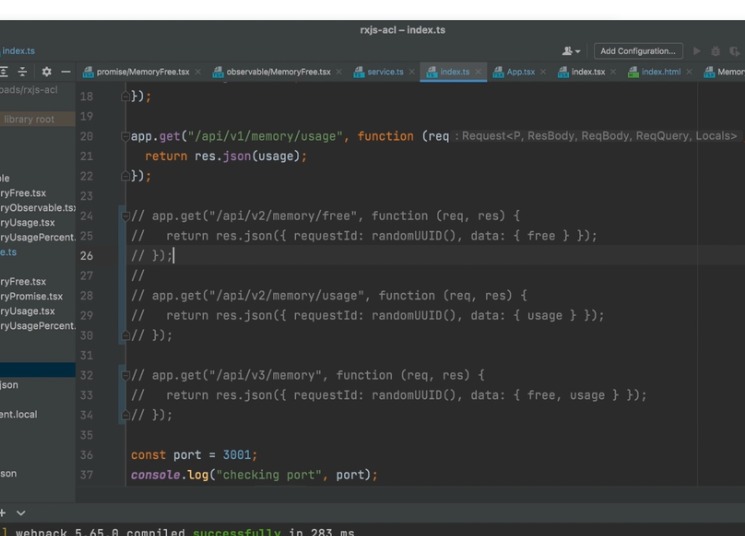 rxjs-acl – index.ts
index.ts
Add Configuration...
promise/MemoryFree.tsx
observable/MemoryFree.tsx
service.ts
index.ts
App.tsx
index.tsx
index.html
Memor
oads/rxjs-acl
library root
ole
ryFree.tsx
ryObservable.tsx
ryUsage.tsx
ryUsagePercent.
e.ts
ryFree.tsx
ryPromise.tsx
ryUsage.tsx
ryUsagePercent.
json
ent.local
son
18 });
19
20 app.get("/api/v1/memory/usage", function (req : Request<P, ResBody, ReqBody, ReqQuery, Locals>
21 return res.json(usage);
22 });
23
24 // app.get("/api/v2/memory/free", function (req, res) {
25 //   return res.json({ requestId: randomUUID(), data: { free } });
26 // });
27 //
28 // app.get("/api/v2/memory/usage", function (req, res) {
29 //   return res.json({ requestId: randomUUID(), data: { usage } });
30 // });
31
32 // app.get("/api/v3/memory", function (req, res) {
33 //   return res.json({ requestId: randomUUID(), data: { free, usage } });
34 // });
35
36 const port = 3001;
37 console.log("checking port", port);
] webpack 5.65.0 compiled successfully in 283 ms